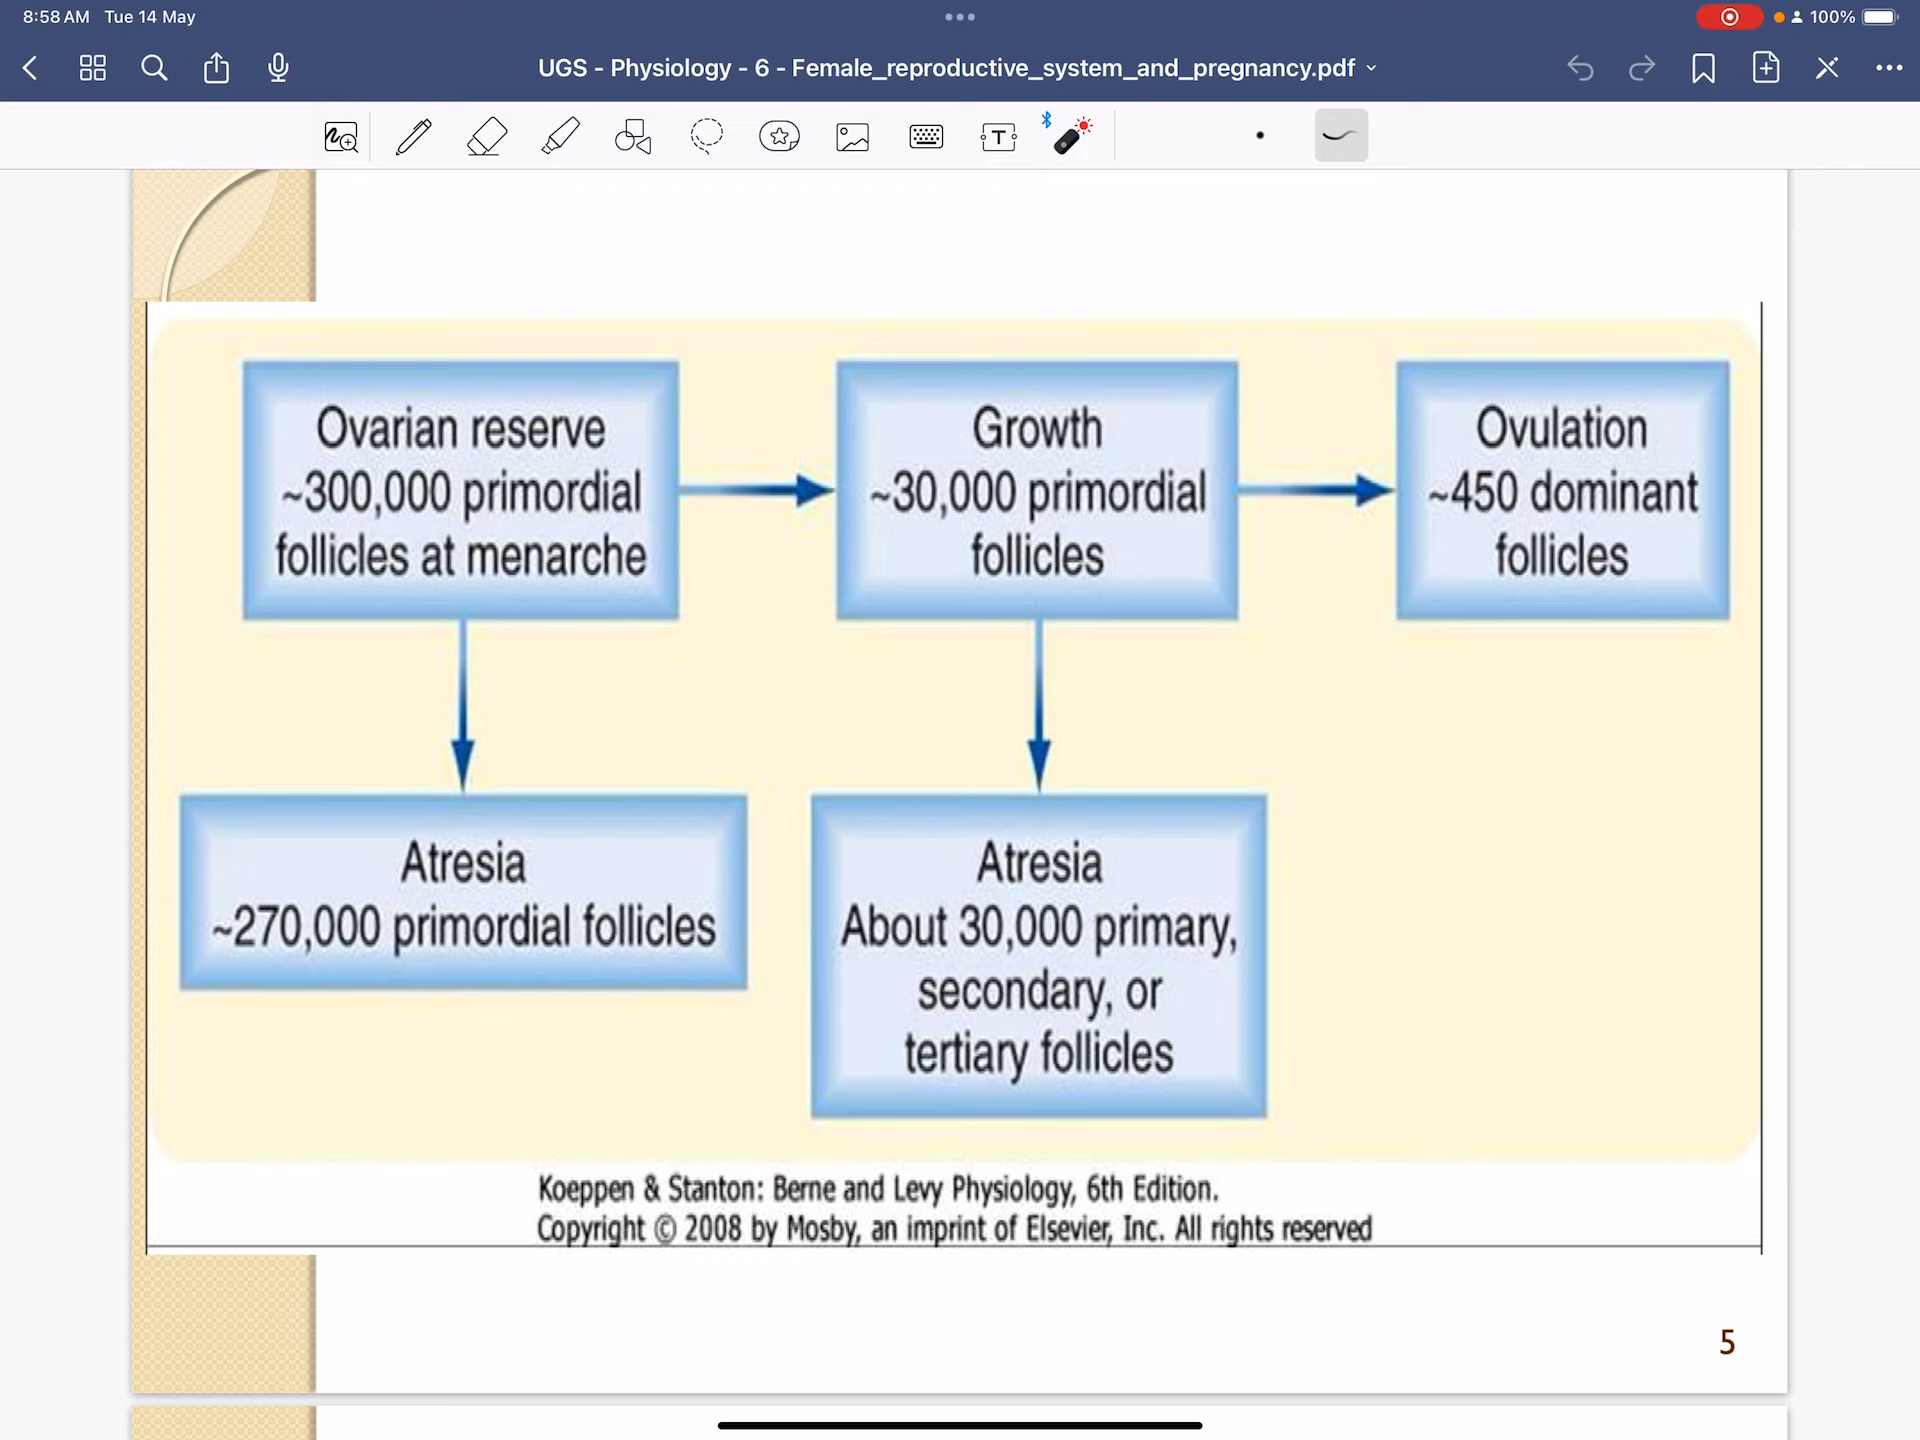 8:58 AM Tue 14 May
100%
UGS - Physiology - 6 - Female_reproductive_system_and_pregnancy.pdf
T
Ovarian reserve
~300,000 primordial
follicles at menarche
Growth
~30,000 primordial
follicles
Ovulation
~450 dominant
follicles
Atresia
~270,000 primordial follicles
Atresia
About 30,000 primary,
secondary, or
tertiary follicles
Koeppen & Stanton: Berne and Levy Physiology, 6th Edition.
Copyright © 2008 by Mosby, an imprint of Elsevier, Inc. All rights reserved
5